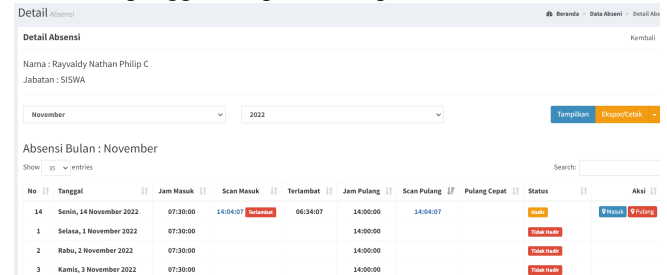 Detail Absensi
Beranda > Data Abseni > Detail Abs
Detail Absensi Kembali
Nama : Rayvaldy Nathan Philip C
Jabatan : SISWA
November 2022 Tampilkan Ekspor/Cetak
Absensi Bulan : November
Show 35 entries Search:
No Tanggal Jam Masuk Scan Masuk Terlambat Jam Pulang Scan Pulang Pulang Cepat Status Aksi
14 Senin, 14 November 2022 07:30:00 14:04:07 Terlambat 06:34:07 14:00:00 14:04:07 Hadir Masuk Pulang
1 Selasa, 1 November 2022 07:30:00 14:00:00 Tidak Hadir
2 Rabu, 2 November 2022 07:30:00 14:00:00 Tidak Hadir
3 Kamis, 3 November 2022 07:30:00 14:00:00 Tidak Hadir